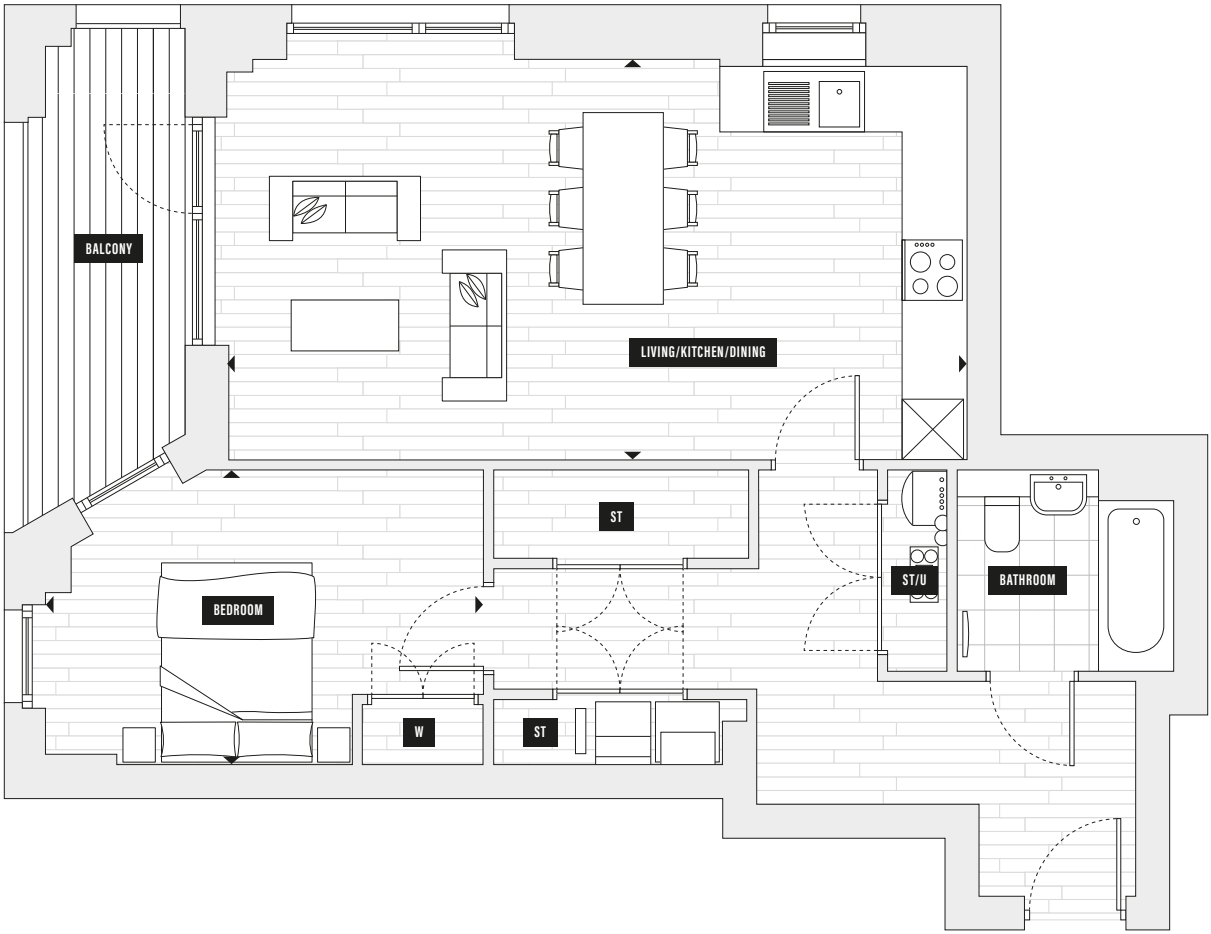 BALCONY
LIVING/KITCHEN/DINING
ST
ST/U
BATHROOM
BEDROOM
W
ST